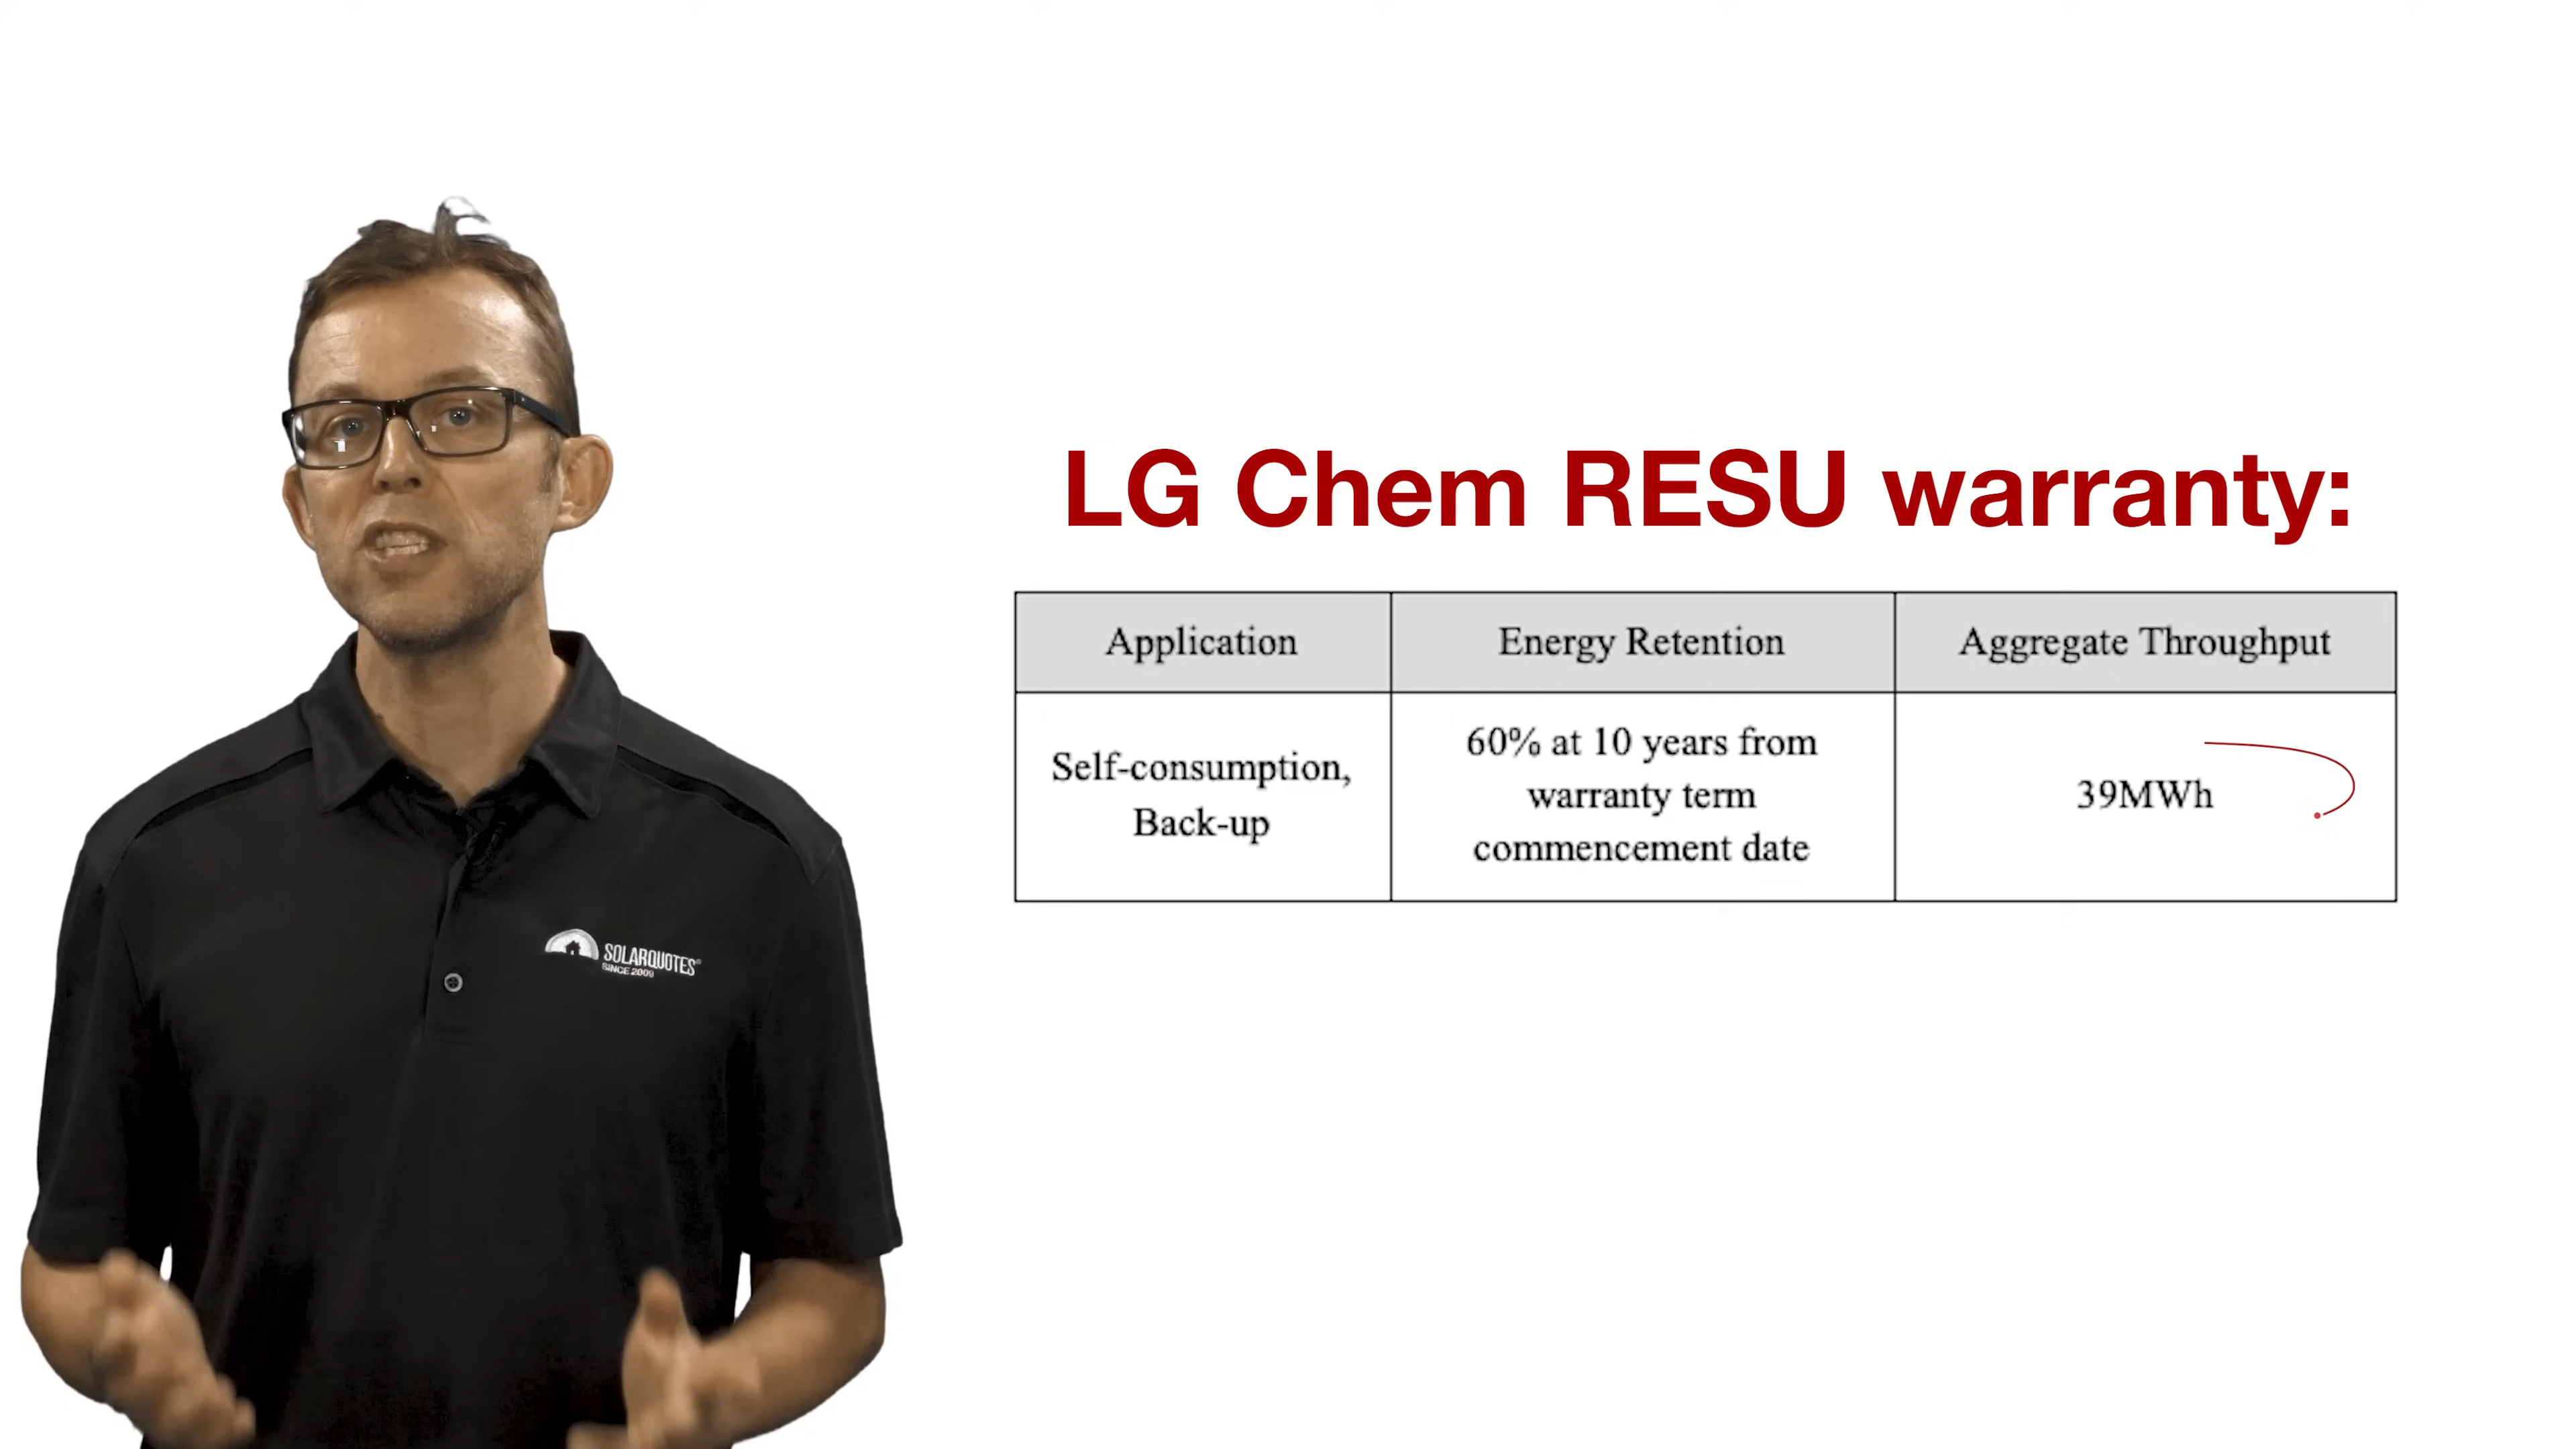 LG Chem RESU warranty:
Application
Energy Retention
Aggregate Throughput
Self-consumption,
Back-up
60% at 10 years from
warranty term
commencement date
39MWh
SOLARQUOTES®
SINCE 2009